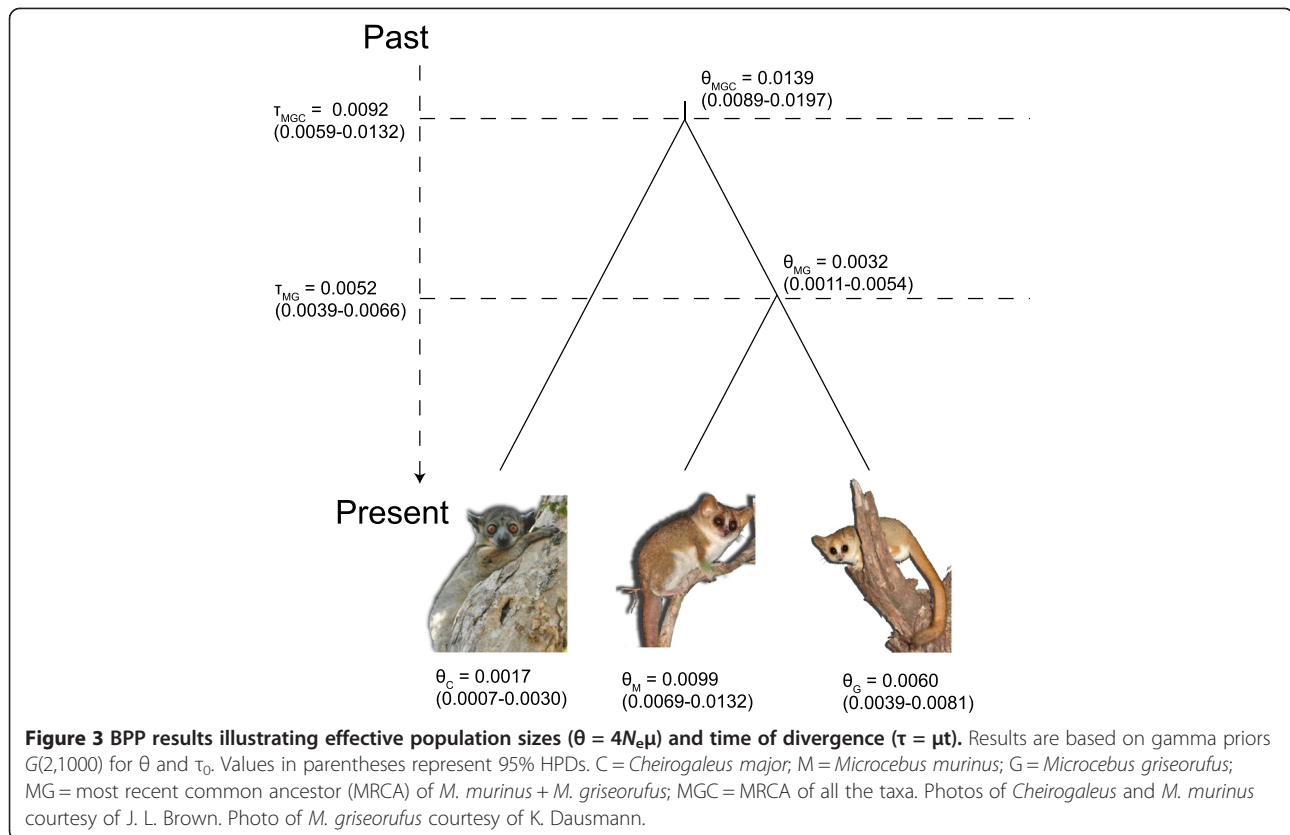 Past
θMGC = 0.0139
(0.0089-0.0197)
τMGC = 0.0092
(0.0059-0.0132)
θMG = 0.0032
(0.0011-0.0054)
τMG = 0.0052
(0.0039-0.0066)
Present
θC = 0.0017
(0.0007-0.0030)
θM = 0.0099
(0.0069-0.0132)
θG = 0.0060
(0.0039-0.0081)
Figure 3 BPP results illustrating effective population sizes (θ = 4Neμ) and time of divergence (τ = μt). Results are based on gamma priors
G(2,1000) for θ and τ0. Values in parentheses represent 95% HPDs. C = Cheirogaleus major; M = Microcebus murinus; G = Microcebus griseorufus;
MG = most recent common ancestor (MRCA) of M. murinus + M. griseorufus; MGC = MRCA of all the taxa. Photos of Cheirogaleus and M. murinus
courtesy of J. L. Brown. Photo of M. griseorufus courtesy of K. Dausmann.